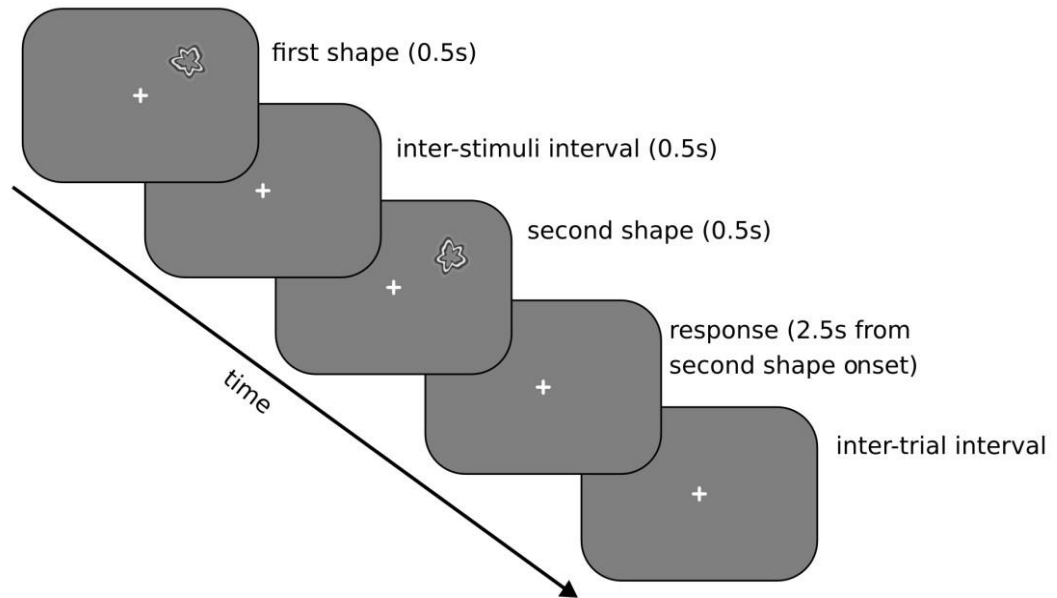 first shape (0.5s)
inter-stimuli interval (0.5s)
second shape (0.5s)
response (2.5s from
second shape onset)
time
inter-trial interval